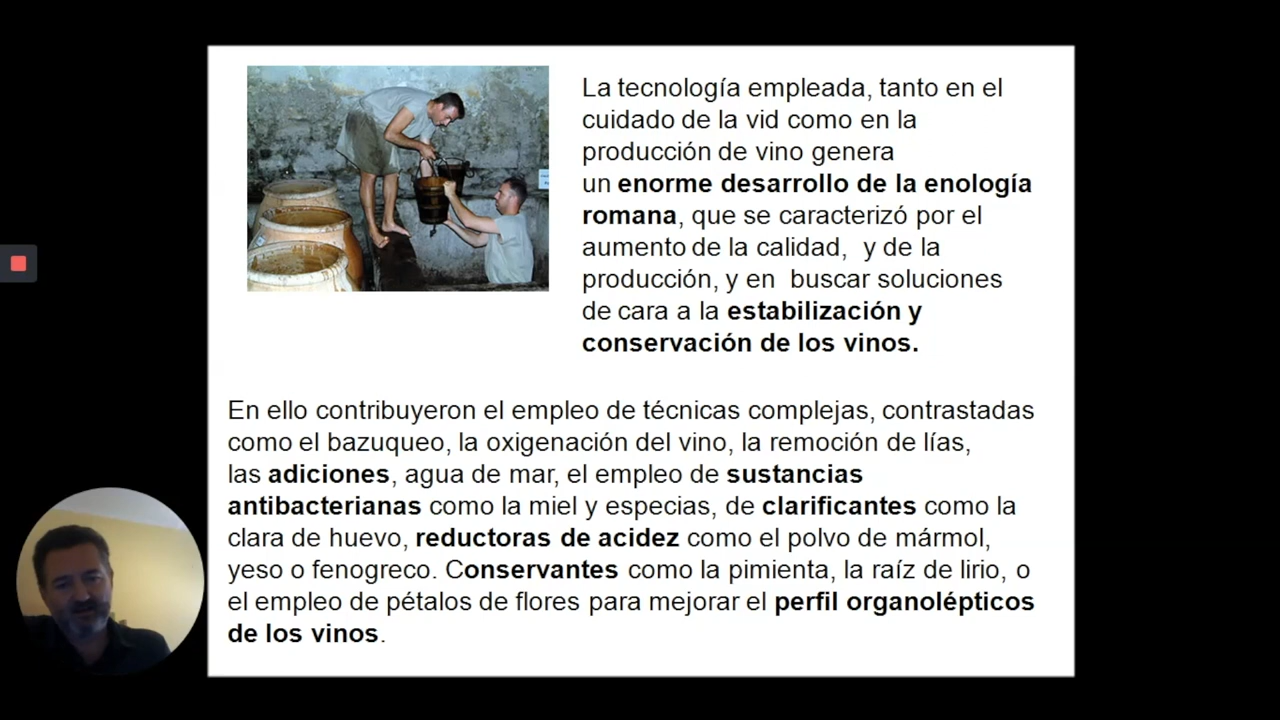 La tecnología empleada, tanto en el
cuidado de la vid como en la
producción de vino genera
un enorme desarrollo de la enología
romana, que se caracterizó por el
aumento de la calidad,  y de la
producción, y en  buscar soluciones
de cara a la estabilización y
conservación de los vinos.
En ello contribuyeron el empleo de técnicas complejas, contrastadas
como el bazuqueo, la oxigenación del vino, la remoción de lías,
las adiciones, agua de mar, el empleo de sustancias
antibacterianas como la miel y especias, de clarificantes como la
clara de huevo, reductoras de acidez como el polvo de mármol,
yeso o fenogreco. Conservantes como la pimienta, la raíz de lirio, o
el empleo de pétalos de flores para mejorar el perfil organolépticos
de los vinos.